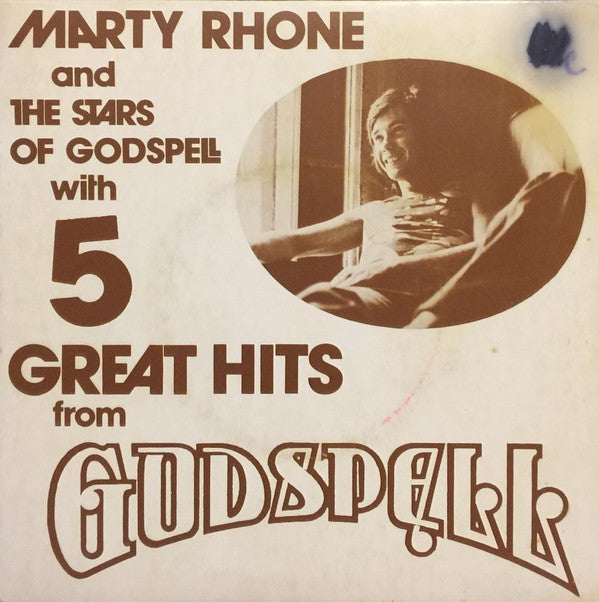 MARTY RHONE
and
THE STARS
OF GODSPELL
with
5
GREAT HITS
from
GODSPELL